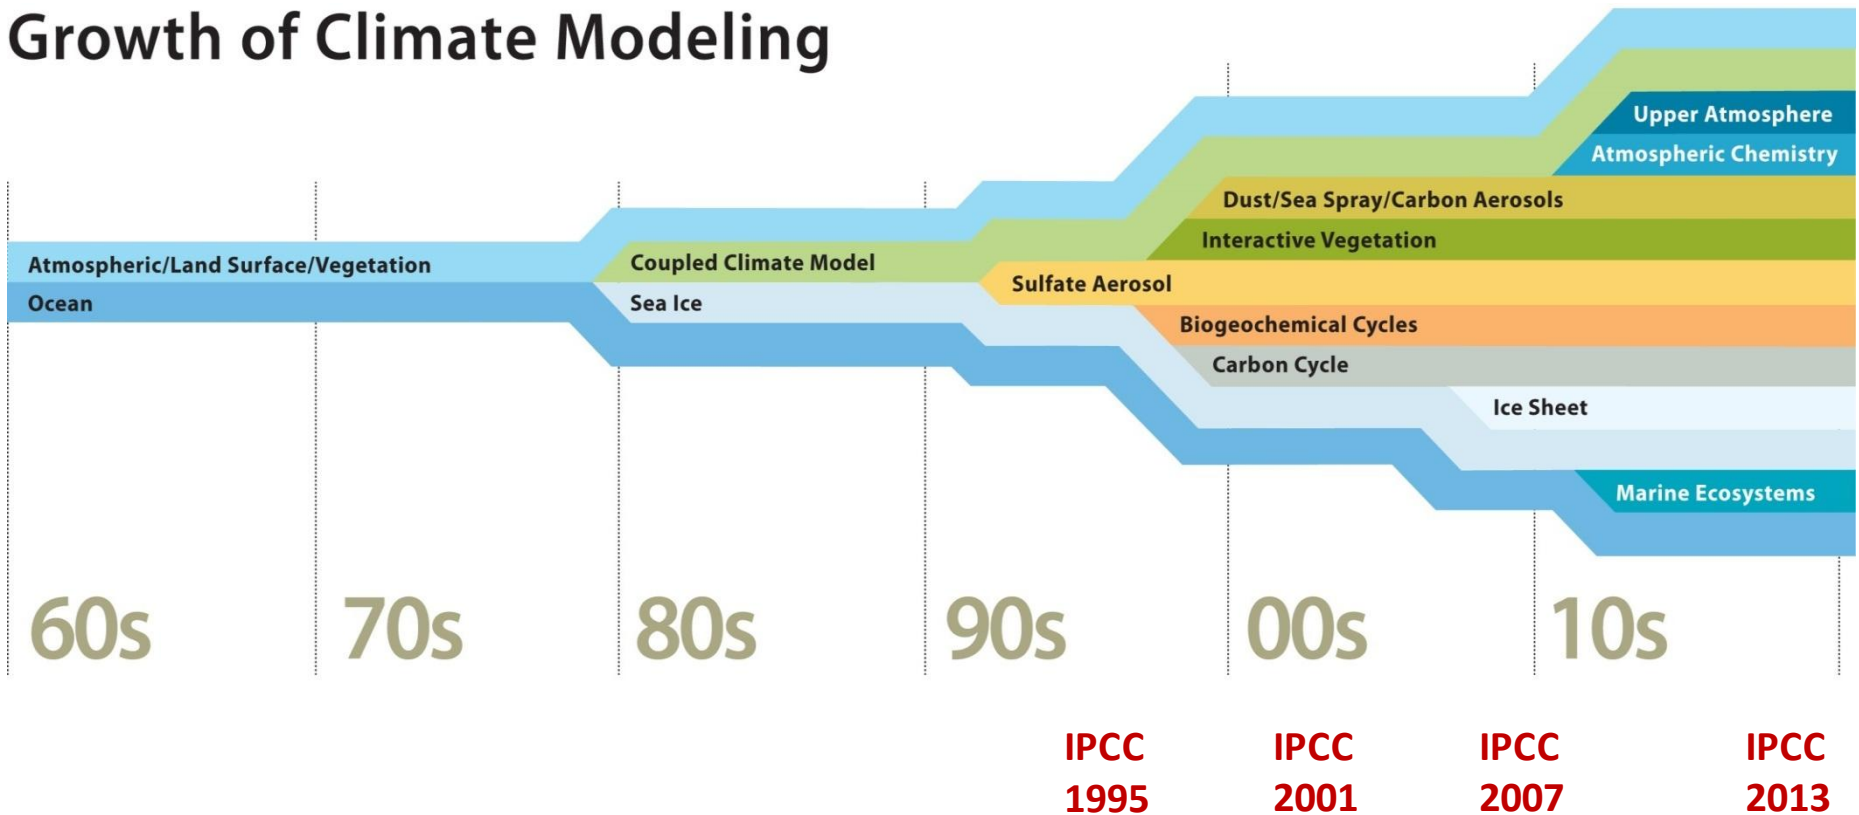 Growth of Climate Modeling
Upper Atmosphere
Atmospheric Chemistry
Dust/Sea Spray/Carbon Aerosols
Interactive Vegetation
Atmospheric/Land Surface/Vegetation
Coupled Climate Model
Sulfate Aerosol
Ocean
Sea Ice
Biogeochemical Cycles
Carbon Cycle
Ice Sheet
Marine Ecosystems
60s 70s 80s 90s 00s 10s
IPCC IPCC IPCC IPCC
1995 2001 2007 2013